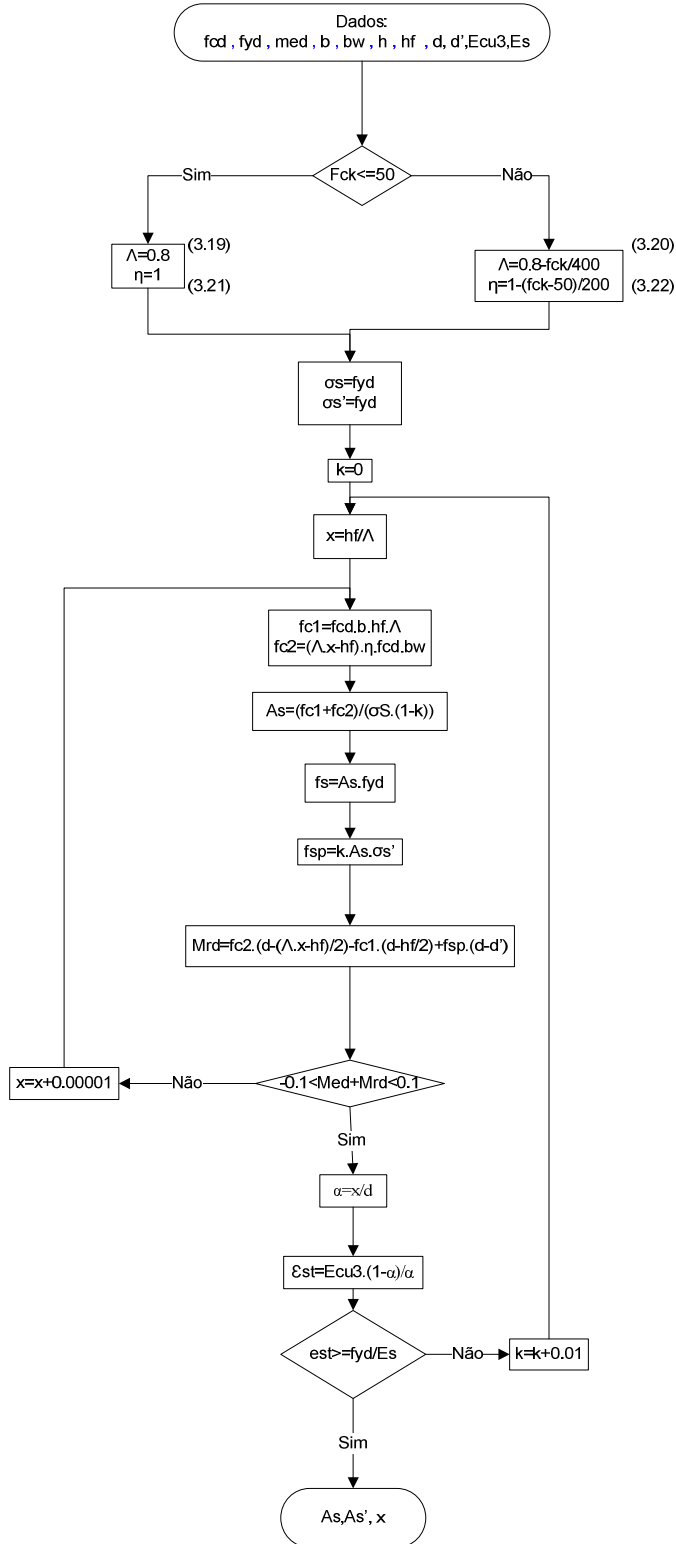 Dados:
fcd , fyd , med , b , bw , h , hf , d, d’,Ecu3,Es
Fck<=50
Sim
Não
(3.19)
Λ=0.8
η=1
(3.21)
(3.20)
Λ=0.8-fck/400
η=1-(fck-50)/200
(3.22)
σs=fyd
σs’=fyd
k=0
x=hf/Λ
fc1=fcd.b.hf.Λ
fc2=(Λ.x-hf).η.fcd.bw
As=(fc1+fc2)/(σS.(1-k))
fs=As.fyd
fsp=k.As.σs’
Mrd=fc2.(d-(Λ.x-hf)/2)-fc1.(d-hf/2)+fsp.(d-d’)
-0.1<Med+Mrd<0.1
Não
x=x+0.00001
Sim
α=x/d
Ɛst=Ecu3.(1-α)/α
est>=fyd/Es
Não
k=k+0.01
Sim
As,As’, x